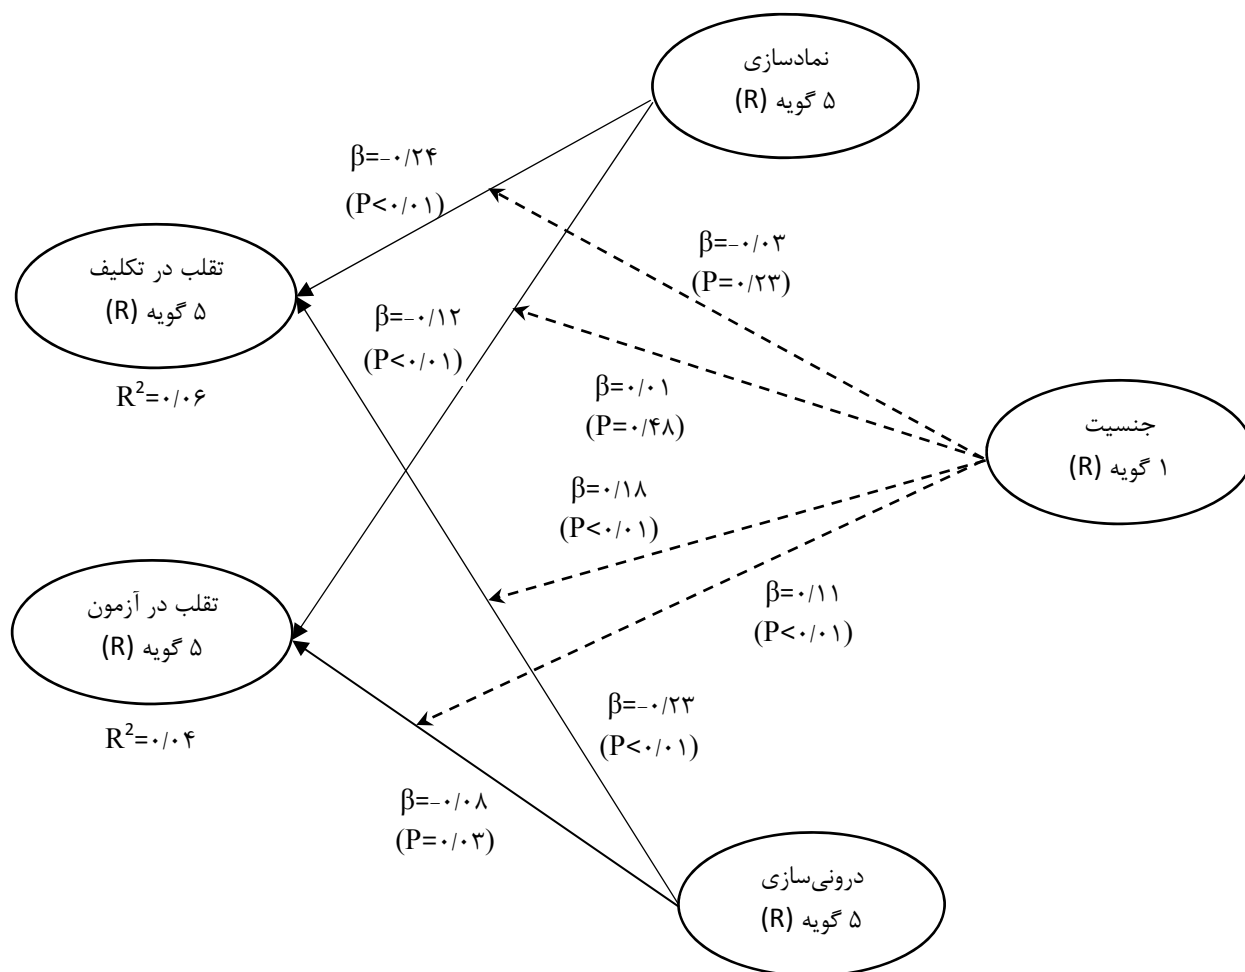 نمادسازی
۵ گویه (R)
β=-۰/۲۴
(P<۰/۰۱)
β=-۰/۰۳
(P=۰/۲۳)
تقلب در تکلیف
۵ گویه (R)
R²=۰/۰۶
β=-۰/۱۲
(P<۰/۰۱)
β=۰/۰۱
(P=۰/۴۸)
جنسیت
۱ گویه (R)
β=۰/۱۸
(P<۰/۰۱)
β=۰/۱۱
(P<۰/۰۱)
تقلب در آزمون
۵ گویه (R)
R²=۰/۰۴
β=-۰/۲۳
(P<۰/۰۱)
β=-۰/۰۸
(P=۰/۰۳)
درونی‌سازی
۵ گویه (R)